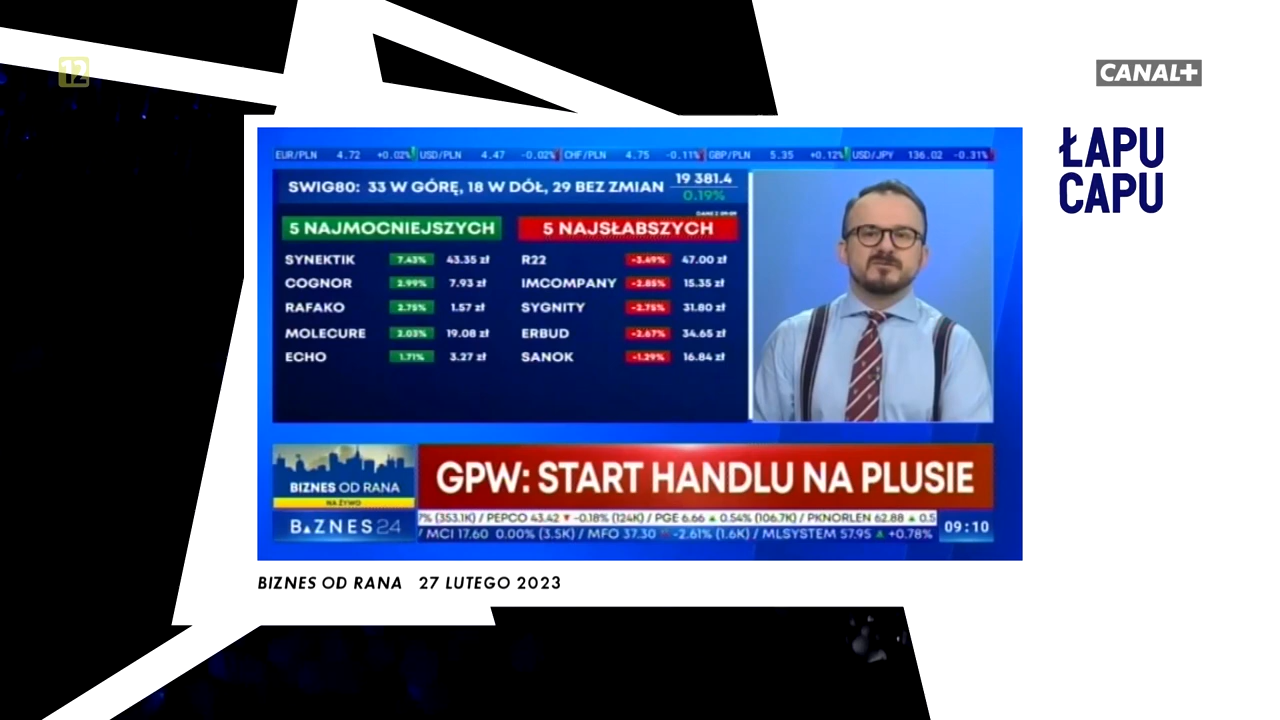 12
CANAL+
ŁAPU
CAPU
EUR/PLN 4.72 +0.02% USD/PLN 4.47 -0.02% CHF/PLN 4.75 -0.11% GBP/PLN 5.35 +0.12% USD/JPY 136.02 -0.31%
SWIG80: 33 W GÓRĘ, 18 W DÓŁ, 29 BEZ ZMIAN 19 381.4
0.19%
DANE Z 09:09
5 NAJMOCNIEJSZYCH 5 NAJSŁABSZYCH
SYNEKTIK 7.43% 43.35 zł R22 -3.49% 47.00 zł
COGNOR 2.99% 7.93 zł IMCOMPANY -2.85% 15.35 zł
RAFAKO 2.75% 1.57 zł SYGNITY -2.75% 31.80 zł
MOLECURE 2.03% 19.08 zł ERBUD -2.67% 34.65 zł
ECHO 1.71% 3.27 zł SANOK -1.29% 16.84 zł
BIZNES OD RANA
NA ŻYWO
GPW: START HANDLU NA PLUSIE
BIZNES24
% (353.1K) / PEPCO 43.42 ▼ -0.18% (124K) / PGE 6.66 ▲ 0.54% (106.7K) / PKNORLEN 62.88 ▲ 0.5
/ MCI 17.60 0.00% (3.5K) / MFO 37.30 ▼ -2.61% (1.6K) / MLSYSTEM 57.95 ▲ +0.78%
09:10
BIZNES OD RANA 27 LUTEGO 2023